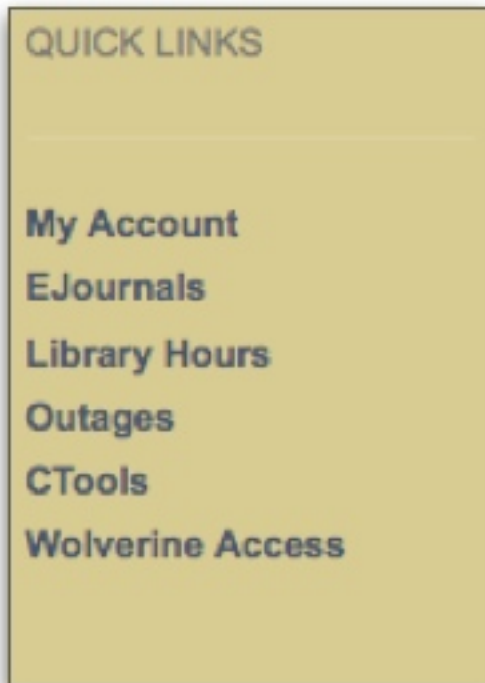 QUICK LINKS
My Account
EJournals
Library Hours
Outages
CTools
Wolverine Access